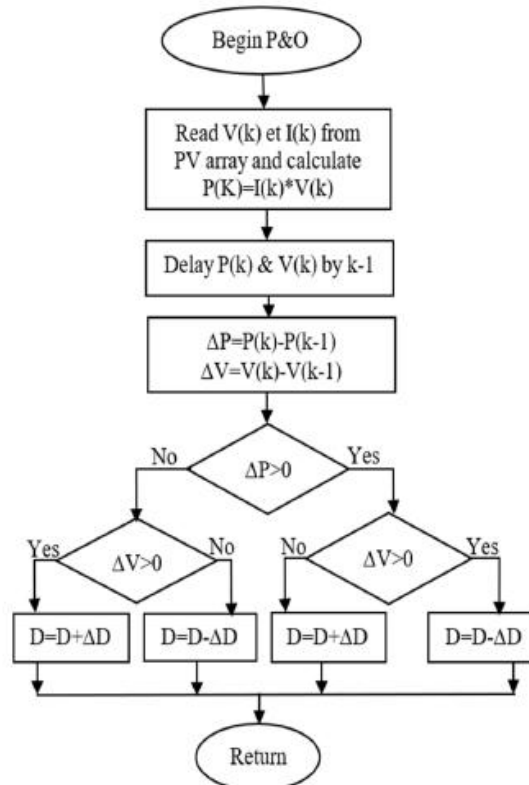 Begin P&O
Read V(k) et I(k) from
PV array and calculate
P(K)=I(k)*V(k)
Delay P(k) & V(k) by k-1
ΔP=P(k)-P(k-1)
ΔV=V(k)-V(k-1)
No
Yes
ΔP>0
Yes
No
No
Yes
ΔV>0
ΔV>0
D=D+ΔD
D=D-ΔD
D=D+ΔD
D=D-ΔD
Return